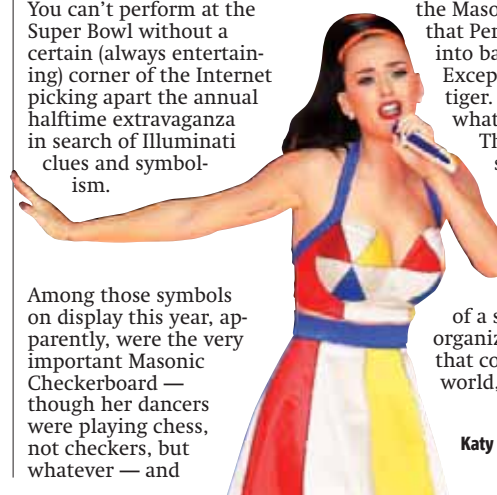 You can't perform at the
Super Bowl without a
certain (always entertain-
ing) corner of the Internet
picking apart the annual
halftime extravaganza
in search of Illuminati
clues and symbol-
ism.
Among those symbols
on display this year, ap-
parently, were the very
important Masonic
Checkerboard —
though her dancers
were playing chess,
not checkers, but
whatever — and
the Maso
that Per
into ba
Excep
tiger.
what
Th
s
of a s
organiz
that co
world,
Katy